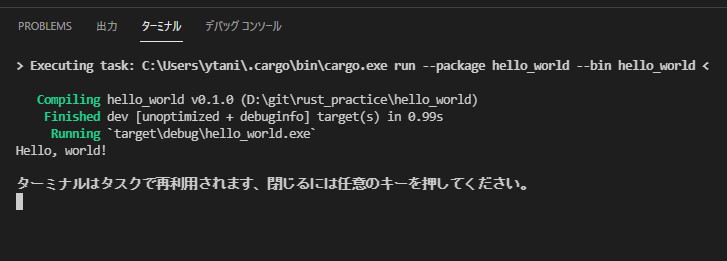 PROBLEMS 出力 ターミナル デバッグ コンソール
> Executing task: C:\Users\ytani\.cargo\bin\cargo.exe run --package hello_world --bin hello_world <
Compiling hello_world v0.1.0 (D:\git\rust_practice\hello_world)
Finished dev [unoptimized + debuginfo] target(s) in 0.99s
Running `target\debug\hello_world.exe`
Hello, world!
ターミナルはタスクで再利用されます、閉じるには任意のキーを押してください。